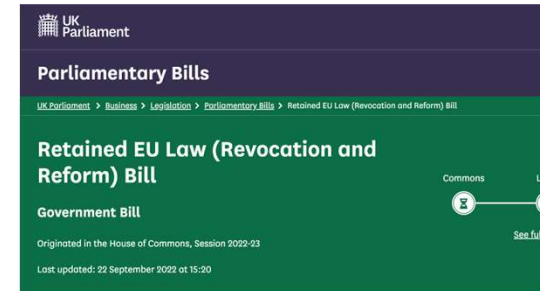 UK
Parliament
Parliamentary Bills
UK Parliament > Business > Legislation > Parliamentary Bills > Retained EU Law (Revocation and Reform) Bill
Retained EU Law (Revocation and
Reform) Bill
Commons
Government Bill
Originated in the House of Commons, Session 2022-23
See
Last updated: 22 September 2022 at 15:20